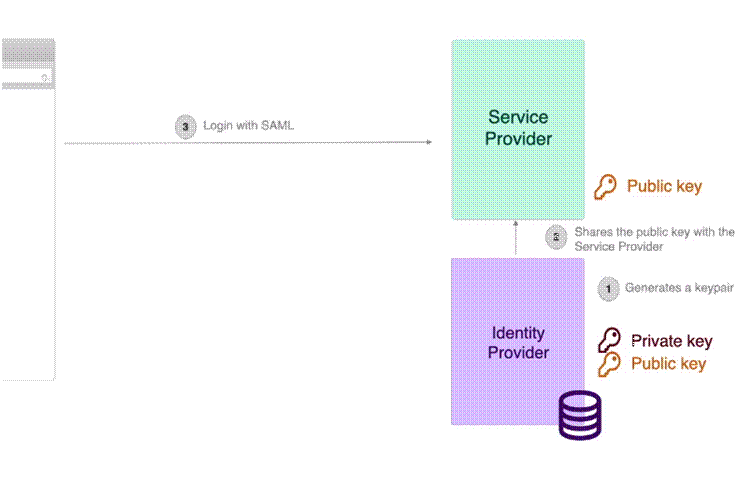 3 Login with SAML
Service
Provider
Public key
2 Shares the public key with the
Service Provider
1 Generates a keypair
Identity
Provider
Private key
Public key